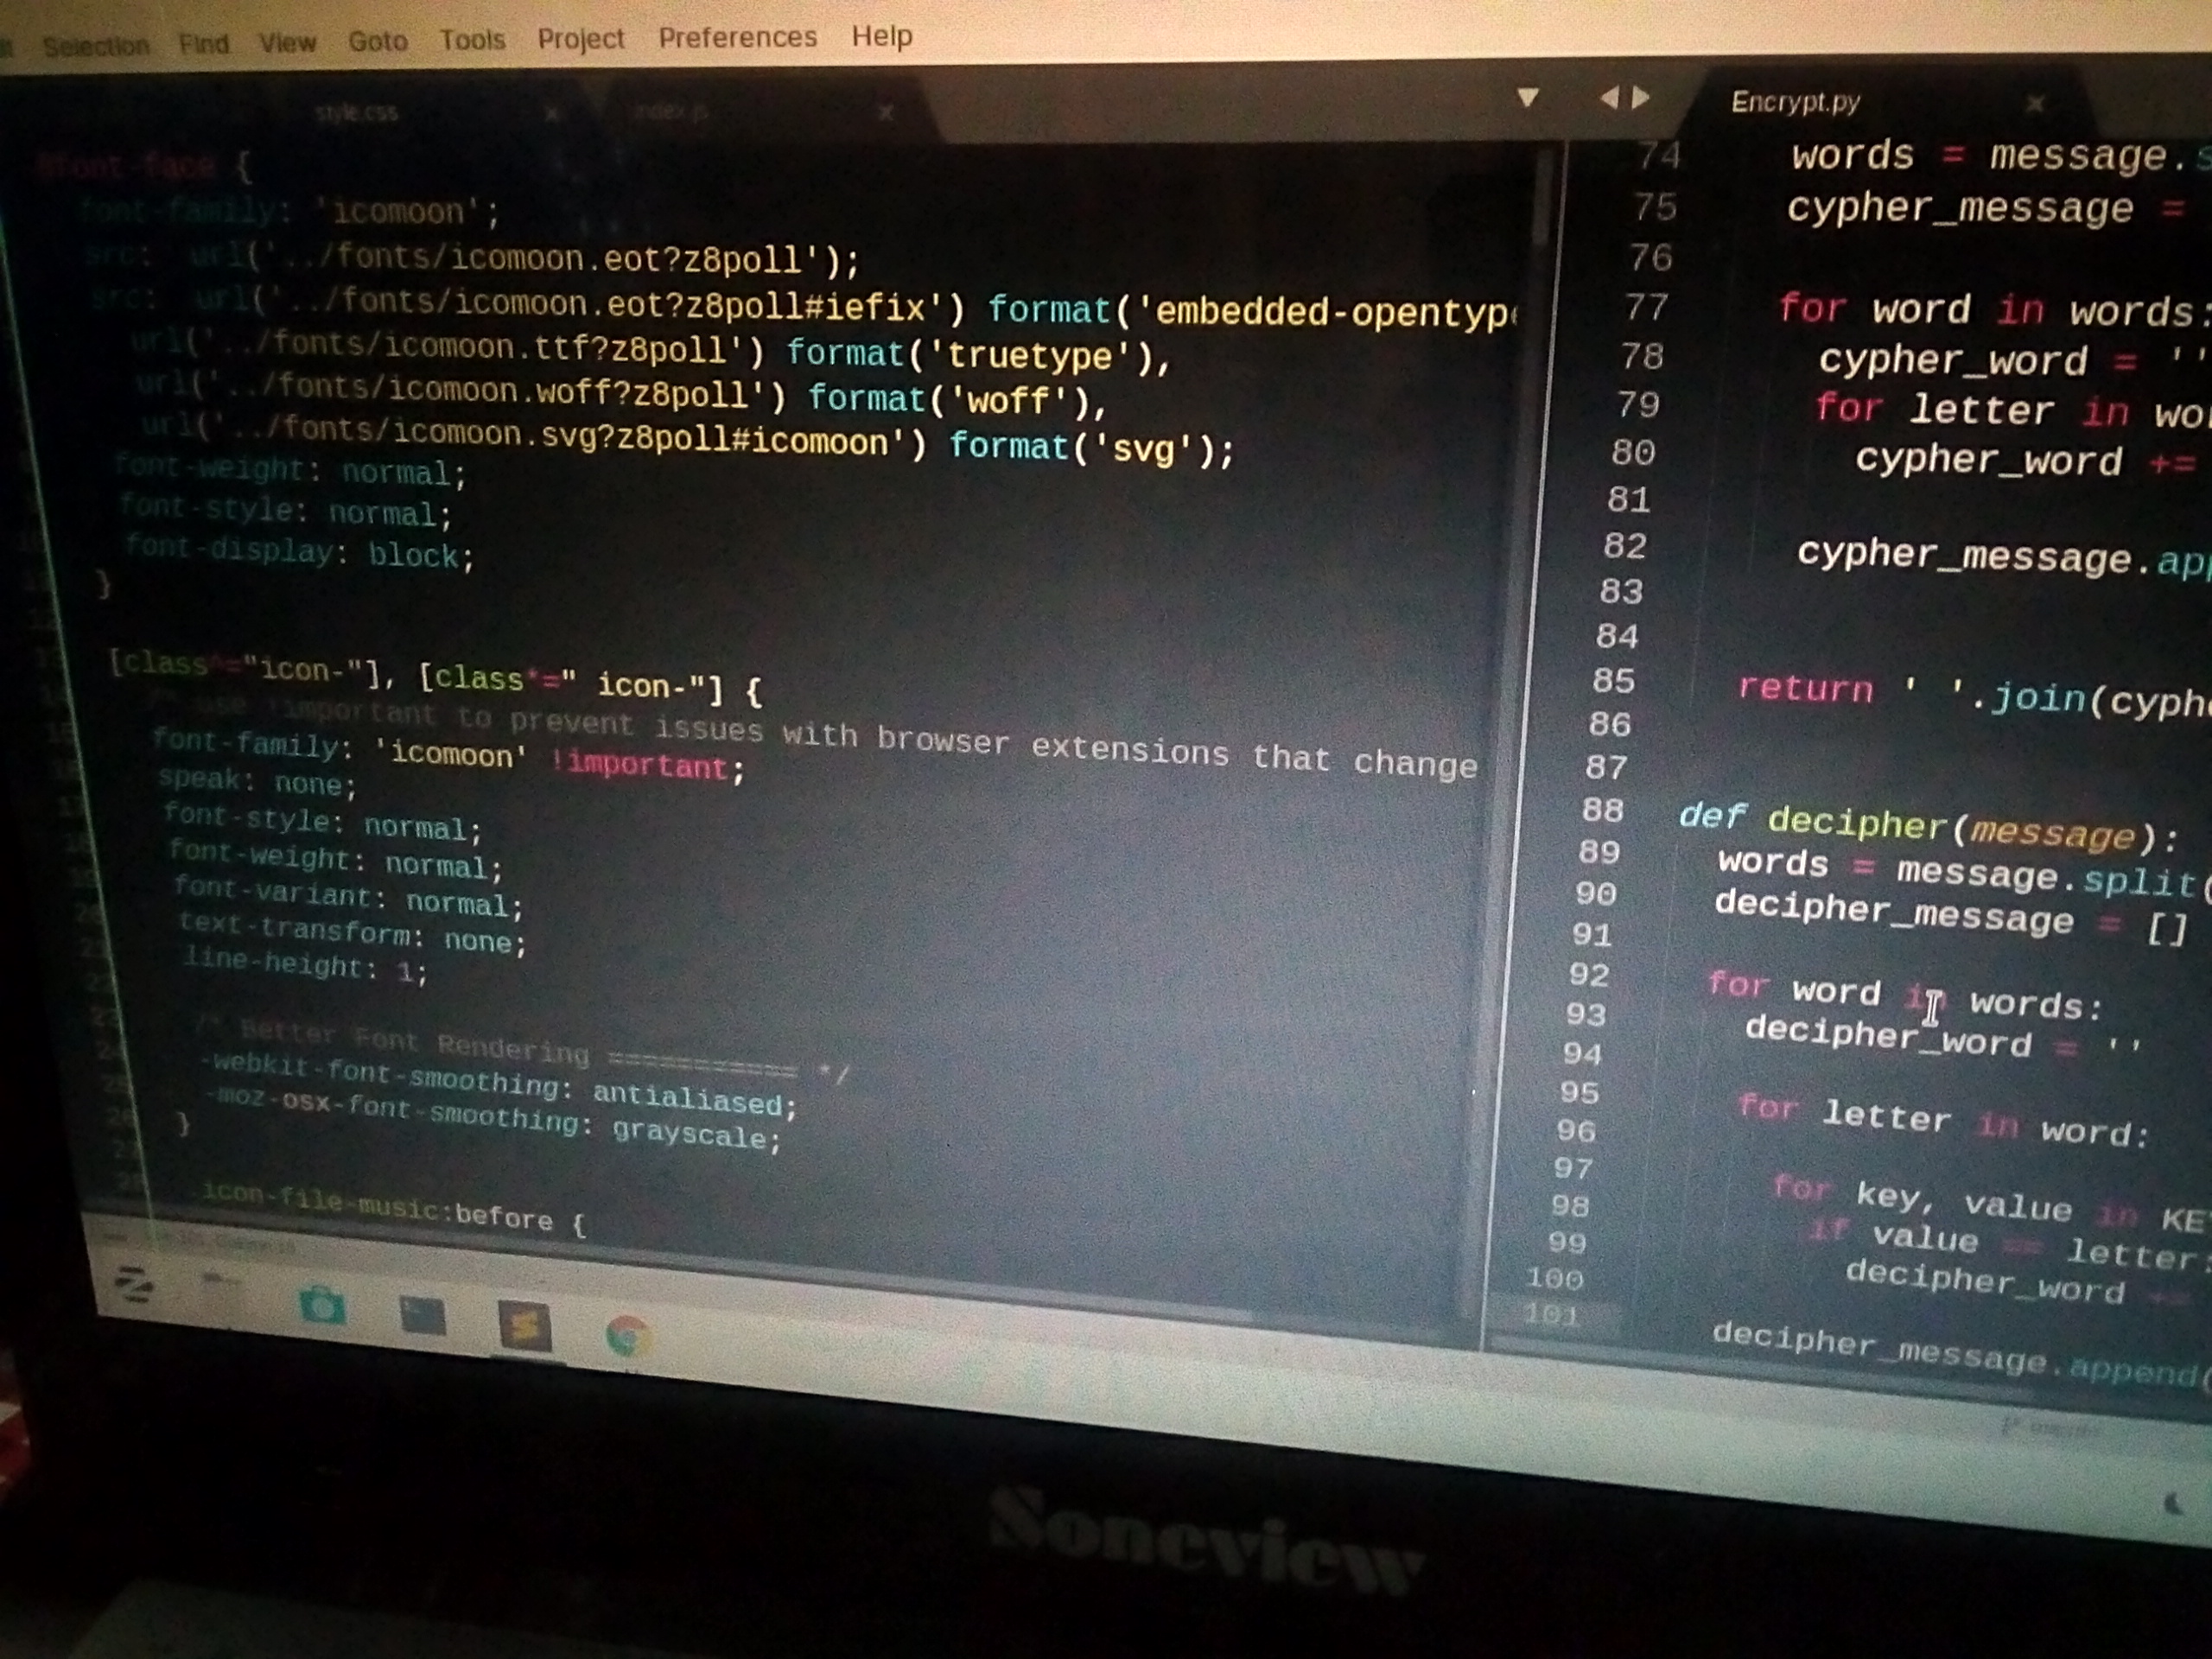 Selection Find View Goto Tools Project Preferences Help
style.css
@font-face {
font-family: 'icomoon';
src: url('../fonts/icomoon.eot?z8poll');
src: url('../fonts/icomoon.eot?z8poll#iefix') format('embedded-opentype
url('../fonts/icomoon.ttf?z8poll') format('truetype'),
url('../fonts/icomoon.woff?z8poll') format('woff'),
url('../fonts/icomoon.svg?z8poll#icomoon') format('svg');
font-weight: normal;
font-style: normal;
font-display: block;
}
[class^="icon-"], [class*=" icon-"] {
/* use !important to prevent issues with browser extensions that change
font-family: 'icomoon' !important;
speak: none;
font-style: normal;
font-weight: normal;
font-variant: normal;
text-transform: none;
line-height: 1;
/* Better Font Rendering =========== */
-webkit-font-smoothing: antialiased;
-moz-osx-font-smoothing: grayscale;
}
.icon-file-music:before {
Encrypt.py
74 words = message.s
75 cypher_message =
76
77 for word in words:
78 cypher_word = ''
79 for letter in wo
80 cypher_word +=
81
82 cypher_message.app
83
84
85 return ' '.join(cyphe
86
87
88 def decipher(message):
89 words = message.split(
90 decipher_message = []
91
92 for word in words:
93 decipher_word = ''
94
95 for letter in word:
96
97 for key, value in KE
98 if value == letter:
99 decipher_word +=
100
101 decipher_message.append(
Soneview